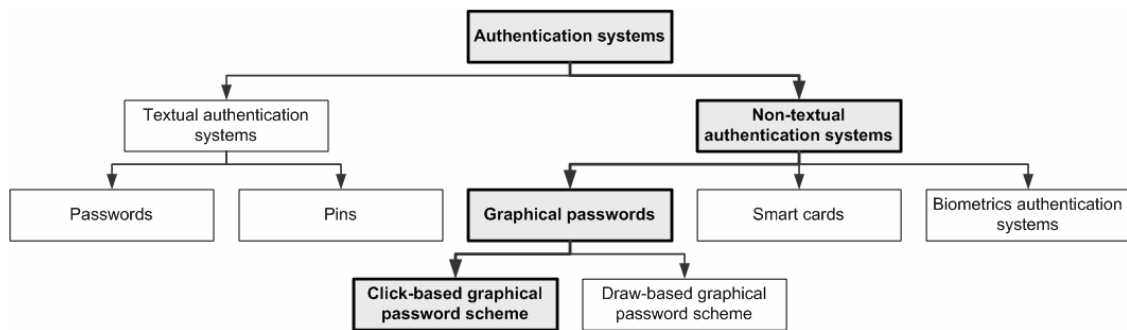 Authentication systems
Textual authentication
systems
Non-textual
authentication systems
Passwords
Pins
Graphical passwords
Smart cards
Biometrics authentication
systems
Click-based graphical
password scheme
Draw-based graphical
password scheme